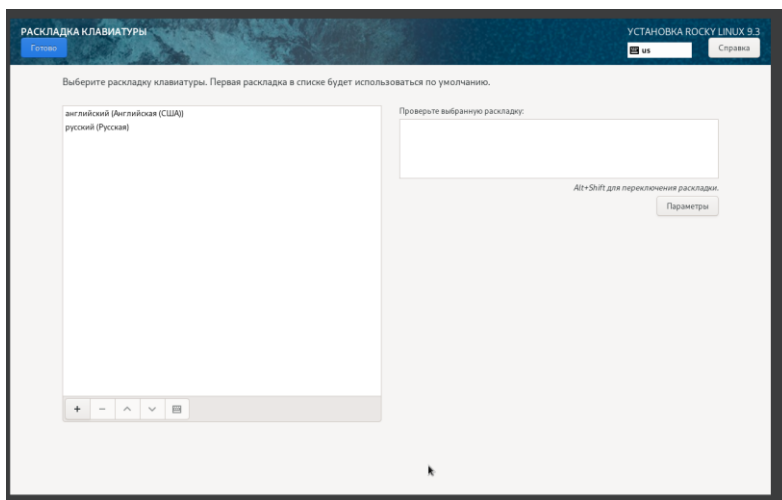 РАСКЛАДКА КЛАВИАТУРЫ
УСТАНОВКА ROCKY LINUX 9.3
Готово
us
Справка
Выберите раскладку клавиатуры. Первая раскладка в списке будет использоваться по умолчанию.
английский (Английская (США))
русский (Русская)
Проверьте выбранную раскладку:
Alt+Shift для переключения раскладки.
Параметры